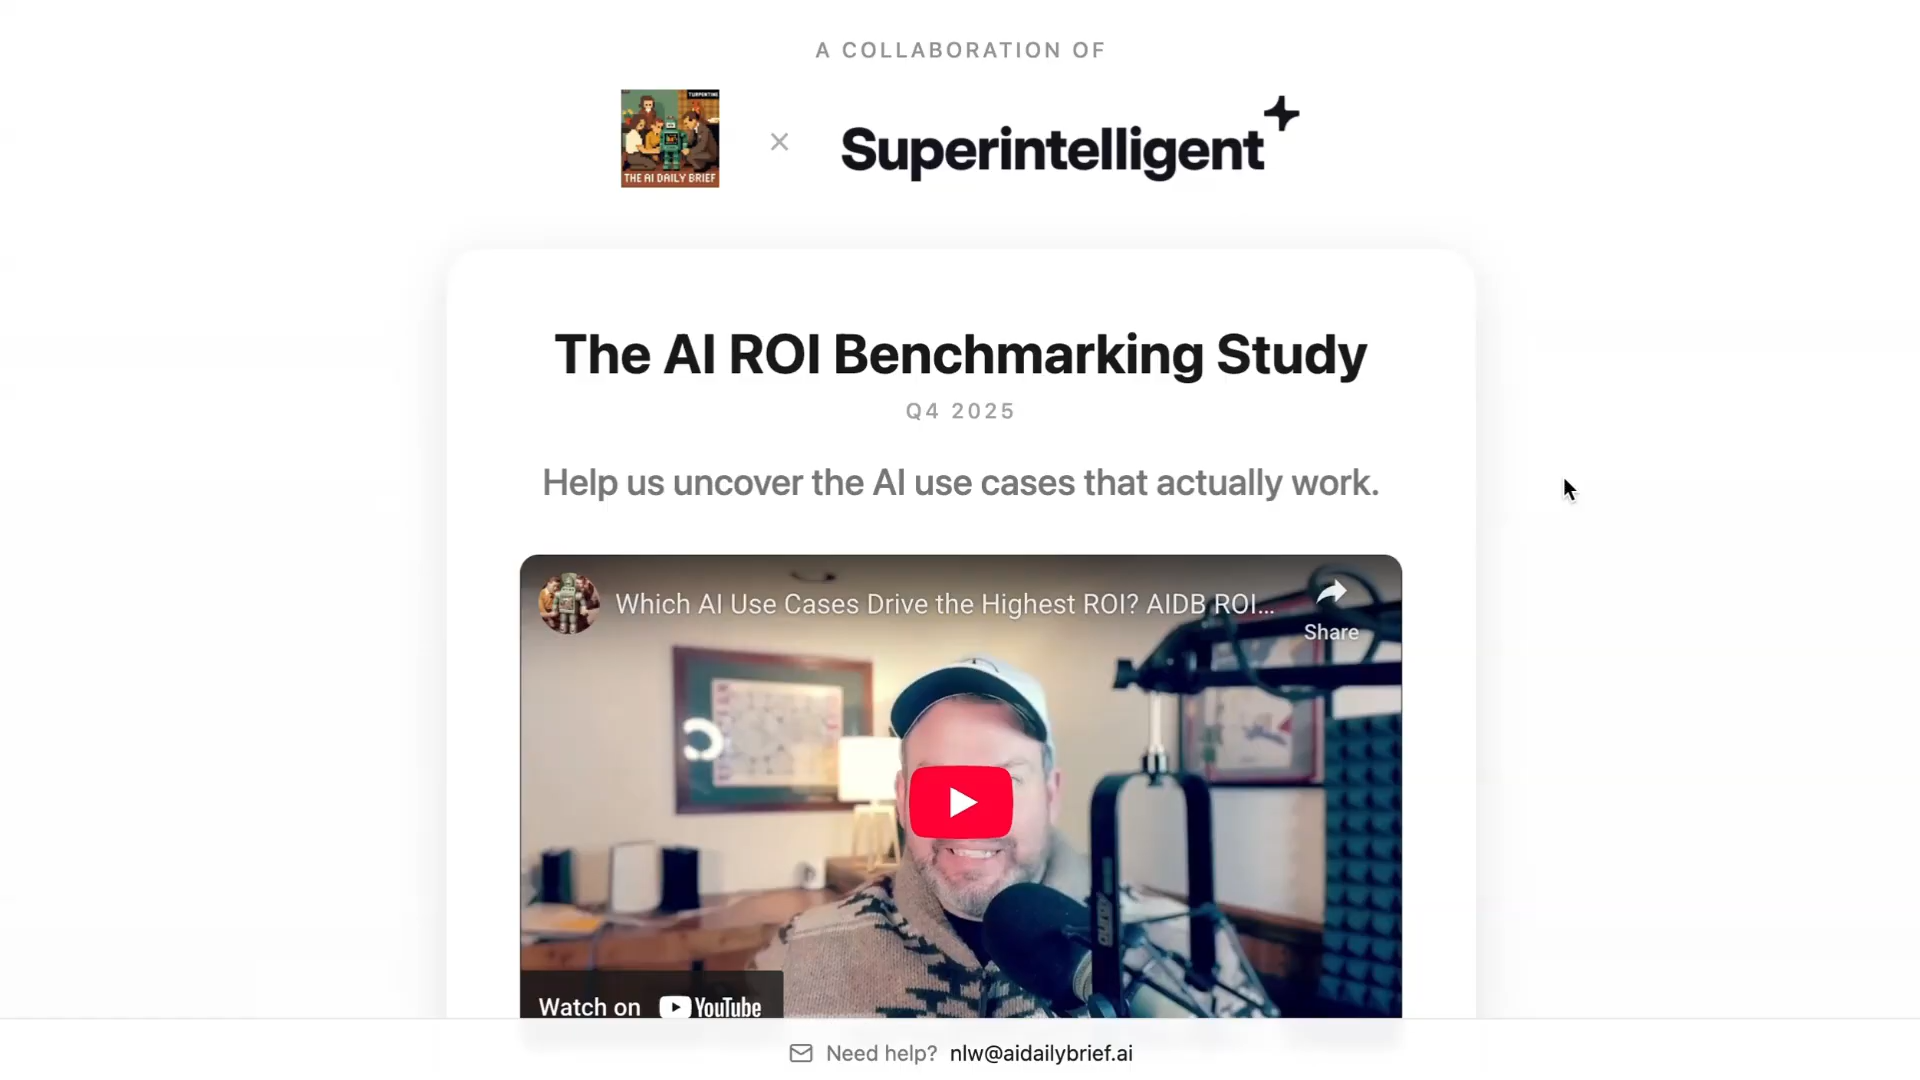 A COLLABORATION OF
TURPENTINE
THE AI DAILY BRIEF
×
Superintelligent
The AI ROI Benchmarking Study
Q4 2025
Help us uncover the AI use cases that actually work.
Which AI Use Cases Drive the Highest ROI? AIDB ROI...
Share
Watch on YouTube
Need help? nlw@aidailybrief.ai